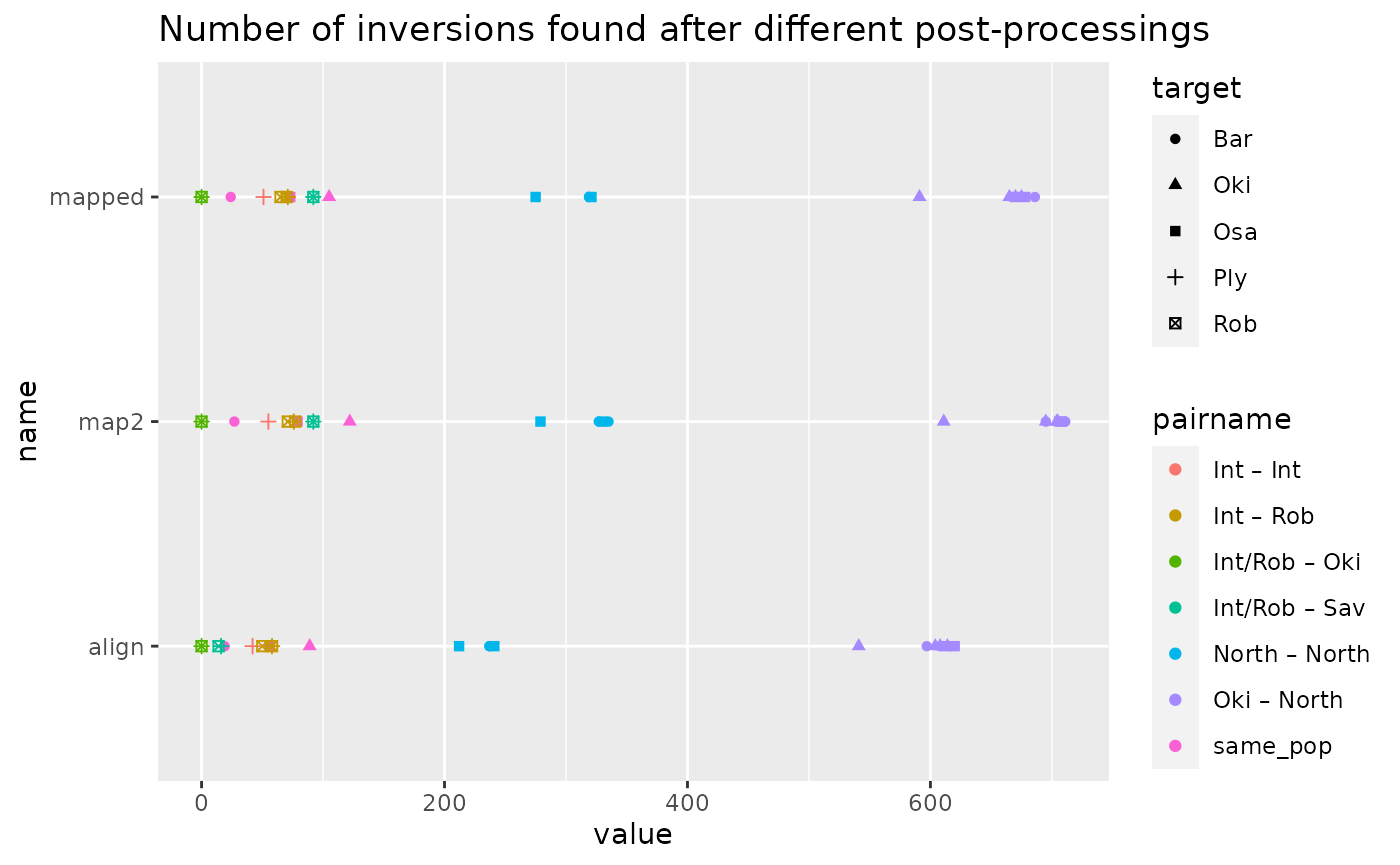 Number of inversions found after different post-processings
name
mapped
map2
align
0
200
400
600
value
target
Bar
Oki
Osa
Ply
Rob
pairname
Int – Int
Int – Rob
Int/Rob – Oki
Int/Rob – Sav
North – North
Oki – North
same_pop